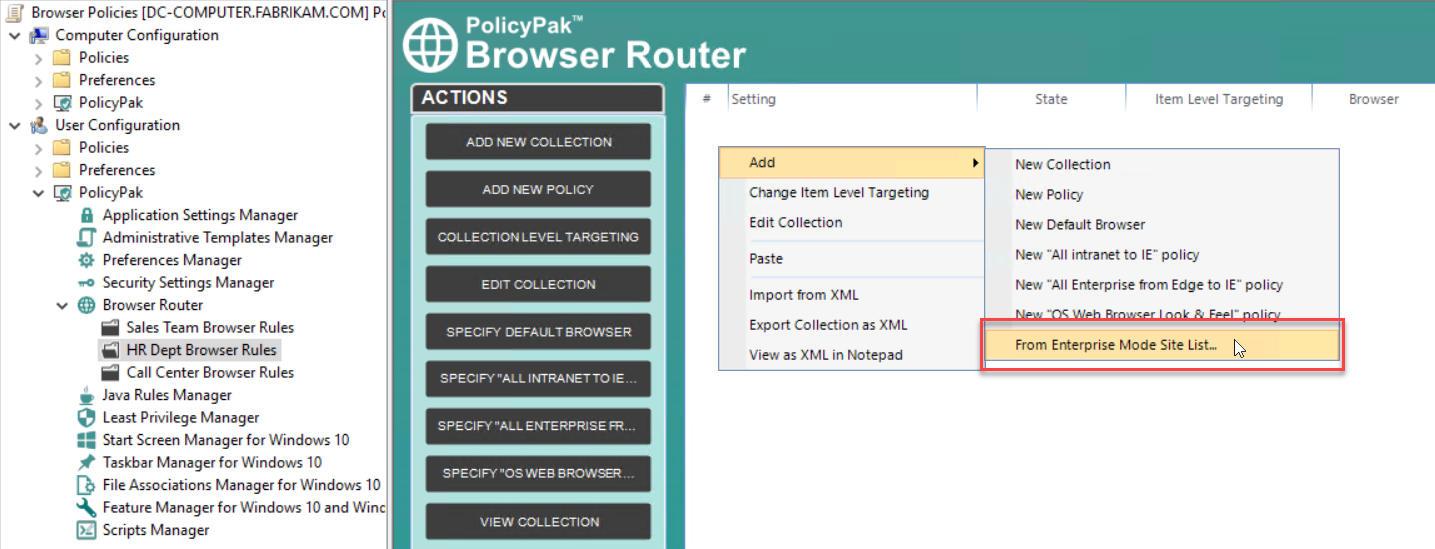 Browser Policies [DC-COMPUTER.FABRIKAM.COM] Po
Computer Configuration
Policies
Preferences
PolicyPak
User Configuration
Policies
Preferences
PolicyPak
Application Settings Manager
Administrative Templates Manager
Preferences Manager
Security Settings Manager
Browser Router
Sales Team Browser Rules
HR Dept Browser Rules
Call Center Browser Rules
Java Rules Manager
Least Privilege Manager
Start Screen Manager for Windows 10
Taskbar Manager for Windows 10
File Associations Manager for Windows 10
Feature Manager for Windows 10 and Wind
Scripts Manager
PolicyPak™
Browser Router
ACTIONS
ADD NEW COLLECTION
ADD NEW POLICY
COLLECTION LEVEL TARGETING
EDIT COLLECTION
SPECIFY DEFAULT BROWSER
SPECIFY "ALL INTRANET TO IE...
SPECIFY "ALL ENTERPRISE FR...
SPECIFY "OS WEB BROWSER...
VIEW COLLECTION
# Setting State Item Level Targeting Browser
Add
Change Item Level Targeting
Edit Collection
Paste
Import from XML
Export Collection as XML
View as XML in Notepad
New Collection
New Policy
New Default Browser
New "All intranet to IE" policy
New "All Enterprise from Edge to IE" policy
New "OS Web Browser Look & Feel" policy
From Enterprise Mode Site List...